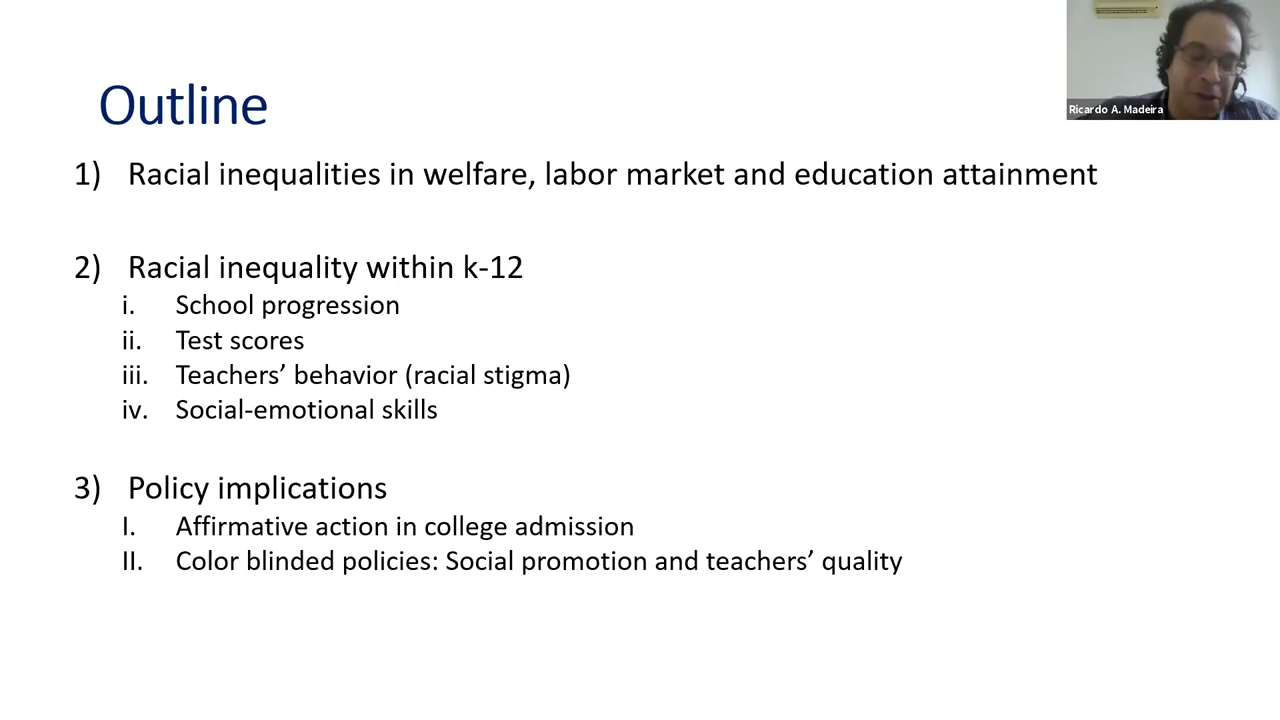 Outline
Ricardo A. Madeira
1) Racial inequalities in welfare, labor market and education attainment
2) Racial inequality within k-12
i. School progression
ii. Test scores
iii. Teachers’ behavior (racial stigma)
iv. Social-emotional skills
3) Policy implications
I. Affirmative action in college admission
II. Color blinded policies: Social promotion and teachers’ quality